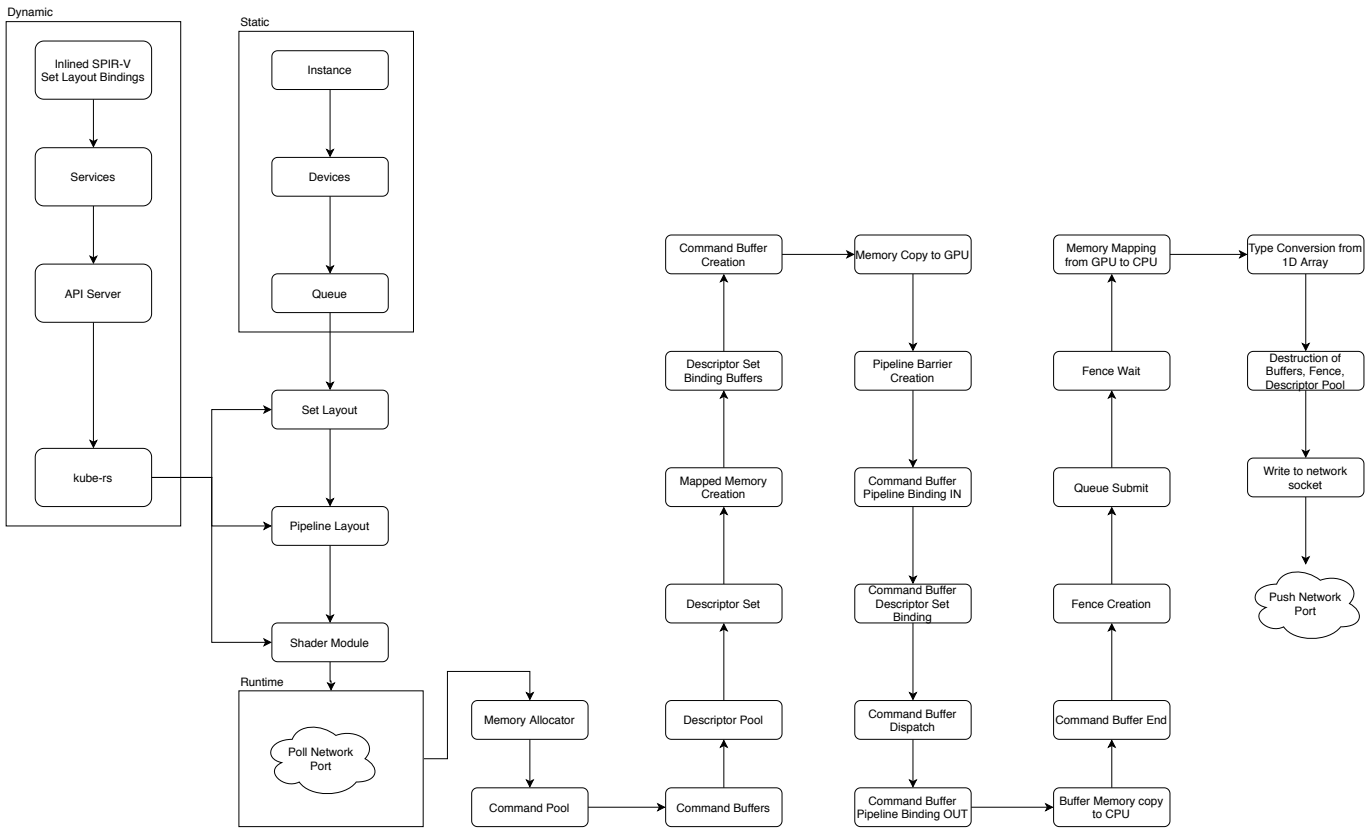 Dynamic
Inlined SPIR-V
Set Layout Bindings
Services
API Server
kube-rs
Static
Instance
Devices
Queue
Set Layout
Pipeline Layout
Shader Module
Runtime
Poll Network
Port
Memory Allocator
Command Pool
Command Buffers
Descriptor Pool
Descriptor Set
Mapped Memory
Creation
Descriptor Set
Binding Buffers
Command Buffer
Creation
Memory Copy to GPU
Pipeline Barrier
Creation
Command Buffer
Pipeline Binding IN
Command Buffer
Descriptor Set
Binding
Command Buffer
Dispatch
Command Buffer
Pipeline Binding OUT
Buffer Memory copy
to CPU
Command Buffer End
Fence Creation
Queue Submit
Fence Wait
Memory Mapping
from GPU to CPU
Type Conversion from
1D Array
Destruction of
Buffers, Fence,
Descriptor Pool
Write to network
socket
Push Network
Port